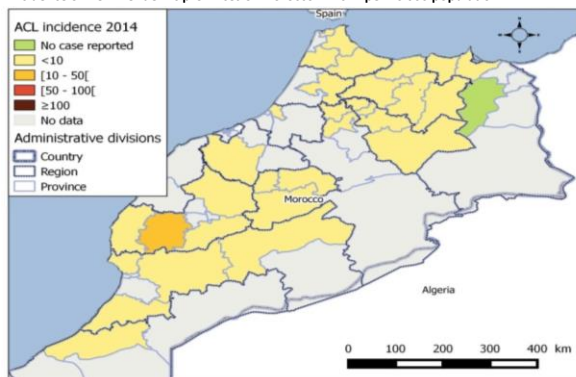 Spain
ACL incidence 2014
No case reported
<10
[10 - 50[
[50 - 100[
≥100
No data
Administrative divisions
Country
Region
Province
Morocco
Algeria
0 100 200 300 400 km